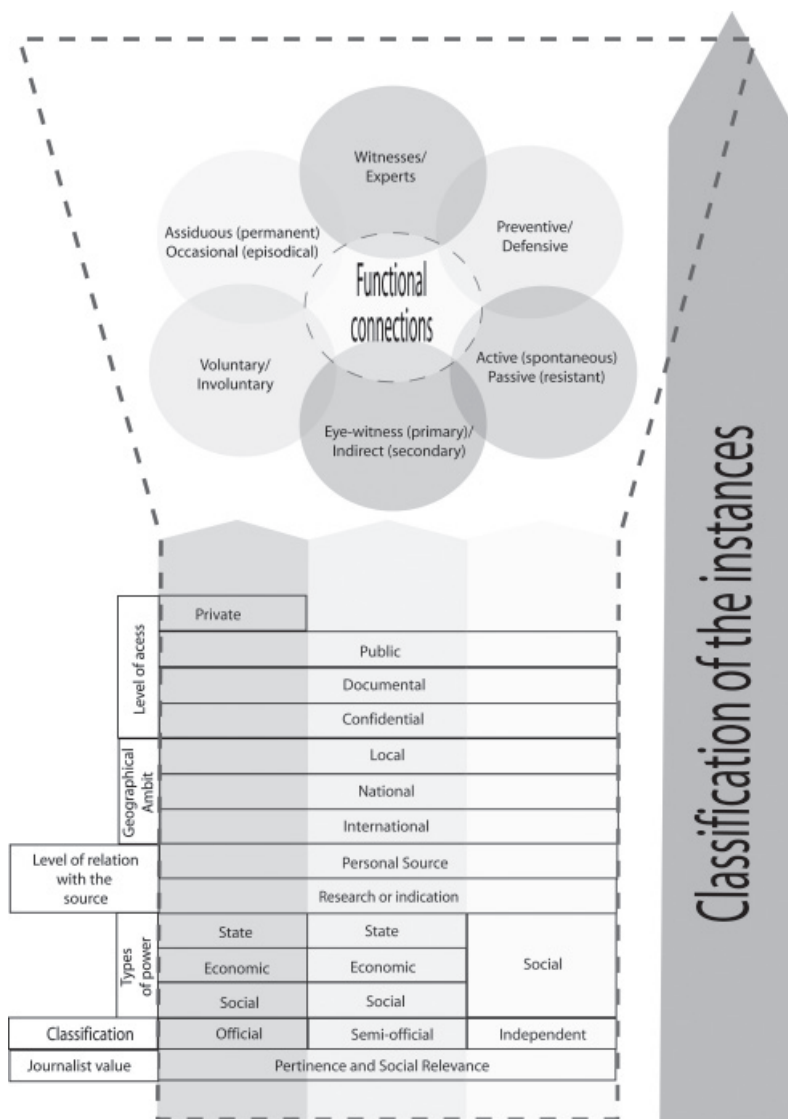 Witnesses/
Experts
Assiduous (permanent)
Occasional (episodical)
Preventive/
Defensive
Functional
connections
Voluntary/
Involuntary
Active (spontaneous)
Passive (resistant)
Eye-witness (primary)/
Indirect (secondary)
Classification of the instances
Level of acess
Private
Public
Documental
Confidential
Geographical
Ambit
Local
National
International
Level of relation
with the
source
Personal Source
Research or indication
Types
of power
State
State
Economic
Economic
Social
Social
Social
Classification
Official
Semi-official
Independent
Journalist value
Pertinence and Social Relevance